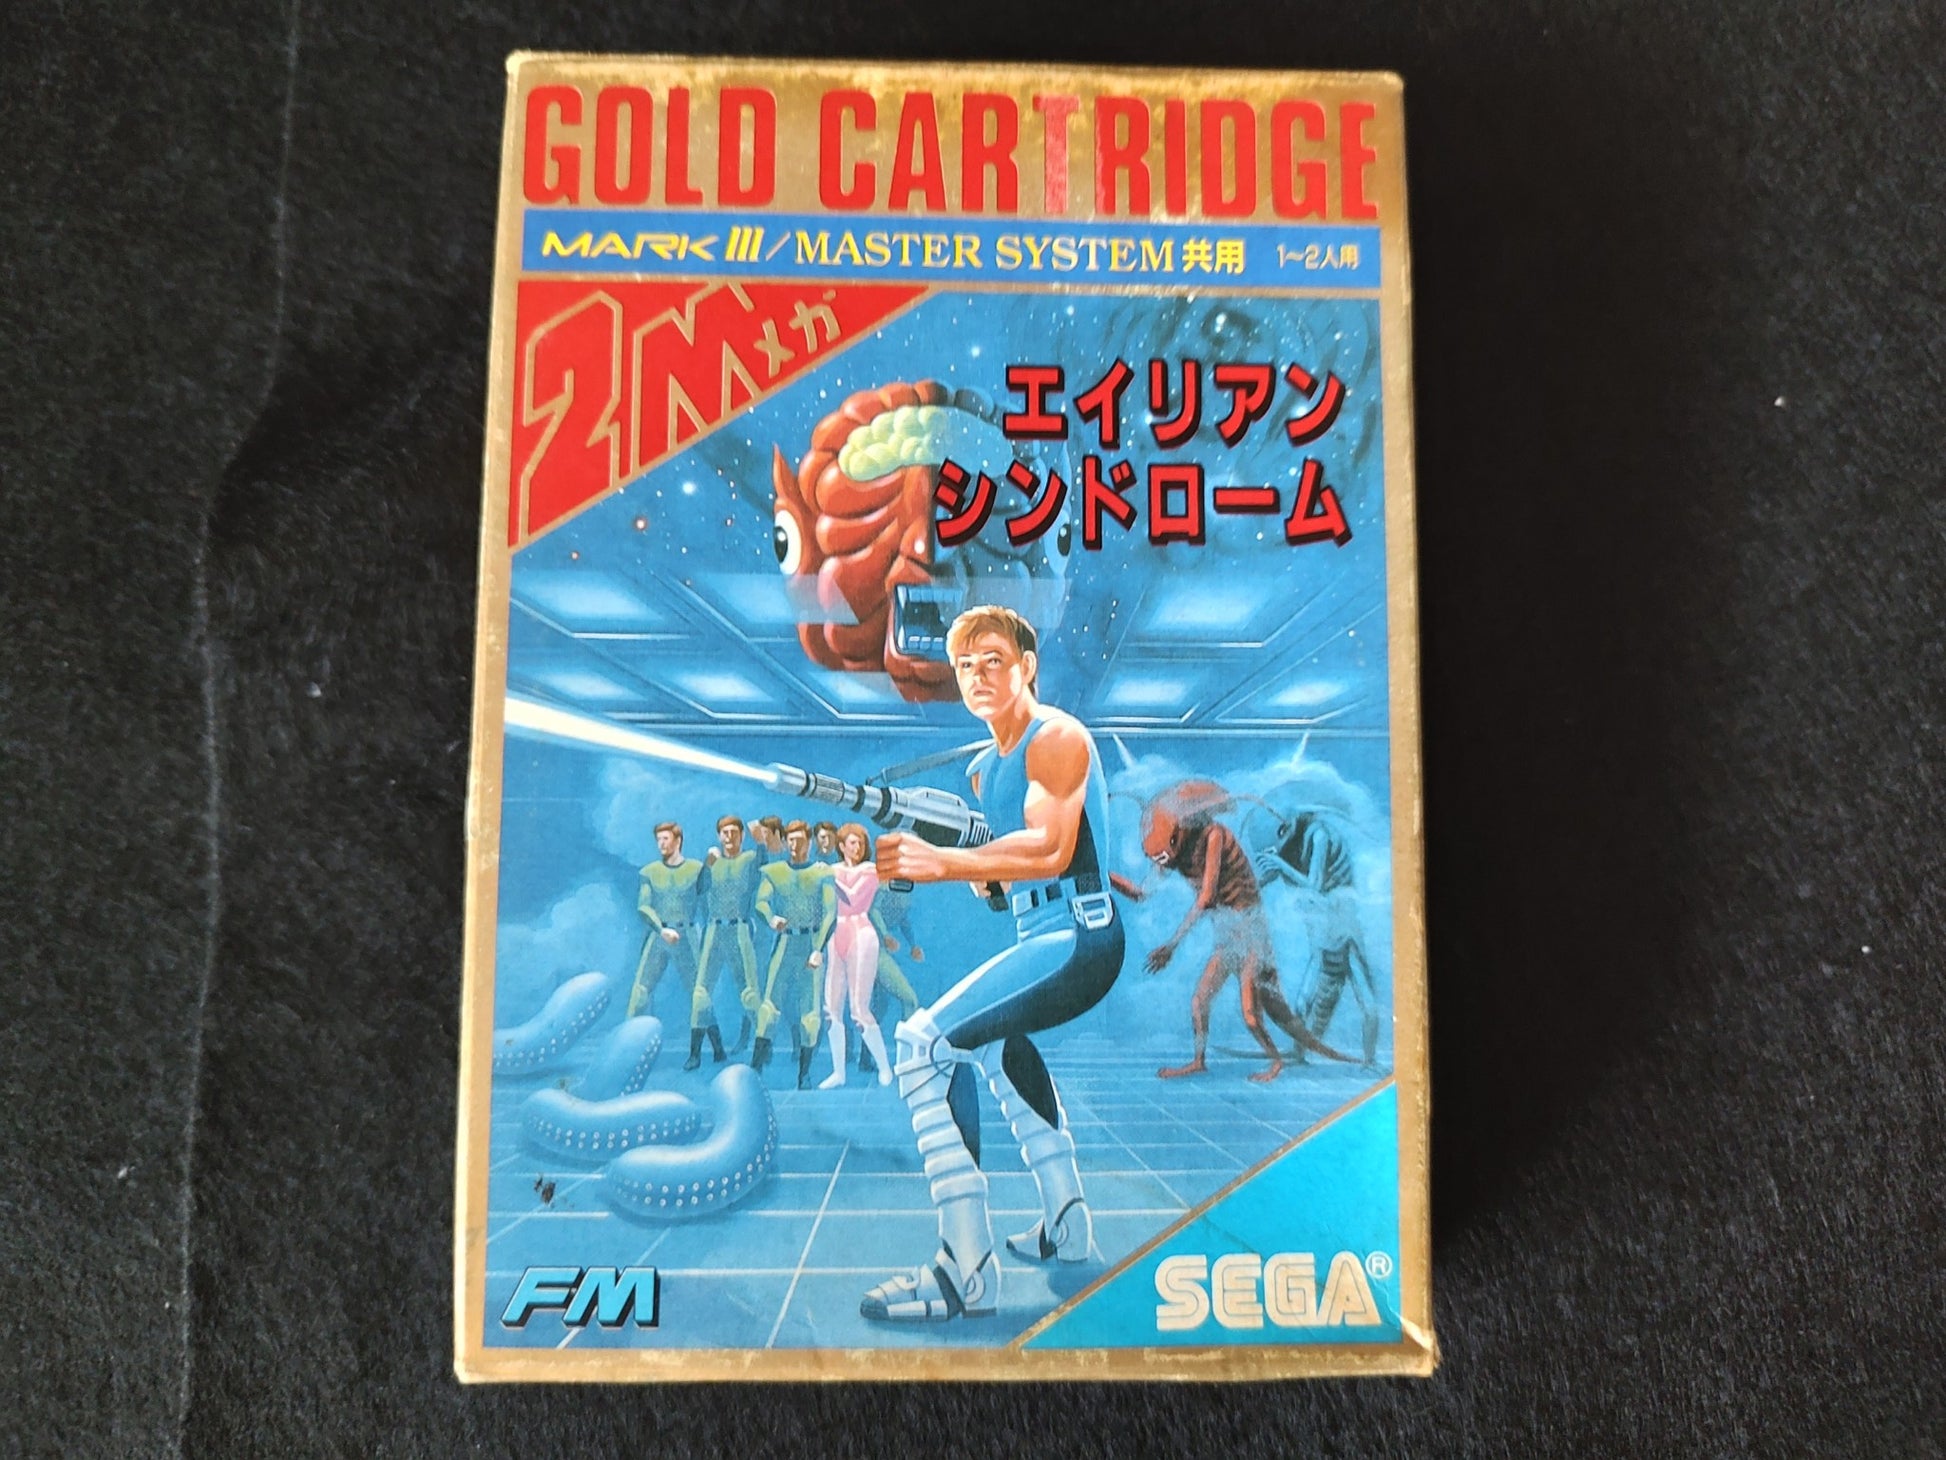 GOLD CARTRIDGE
MARK III/MASTER SYSTEM共用 1~2人用
2Mメガ
エイリアン
シンドローム
FM
SEGA®